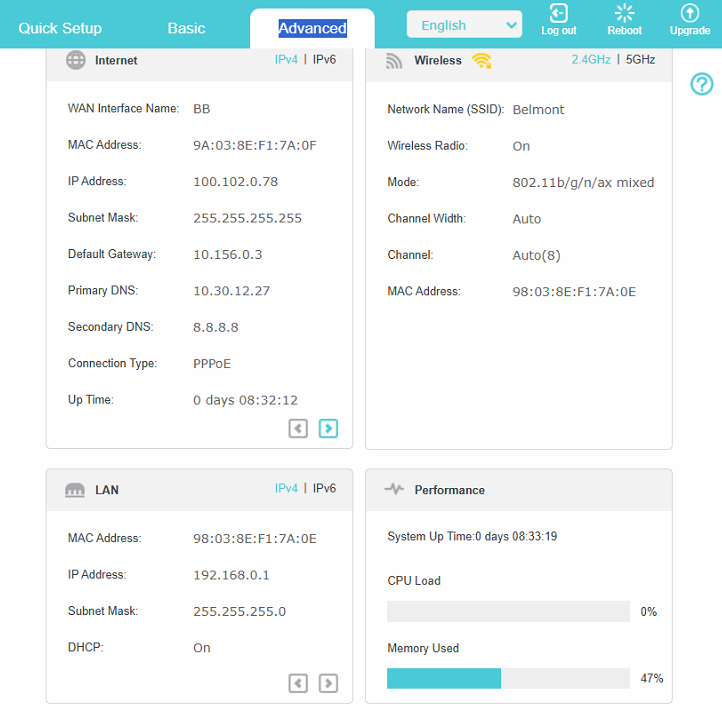 Quick Setup
Basic
Advanced
English
Log out
Reboot
Upgrade
Internet
IPv4 | IPv6
WAN Interface Name: BB
MAC Address: 9A:03:8E:F1:7A:0F
IP Address: 100.102.0.78
Subnet Mask: 255.255.255.255
Default Gateway: 10.156.0.3
Primary DNS: 10.30.12.27
Secondary DNS: 8.8.8.8
Connection Type: PPPoE
Up Time: 0 days 08:32:12
Wireless
2.4GHz | 5GHz
Network Name (SSID): Belmont
Wireless Radio: On
Mode: 802.11b/g/n/ax mixed
Channel Width: Auto
Channel: Auto(8)
MAC Address: 98:03:8E:F1:7A:0E
?
LAN
IPv4 | IPv6
MAC Address: 98:03:8E:F1:7A:0E
IP Address: 192.168.0.1
Subnet Mask: 255.255.255.0
DHCP: On
Performance
System Up Time:0 days 08:33:19
CPU Load
0%
Memory Used
47%